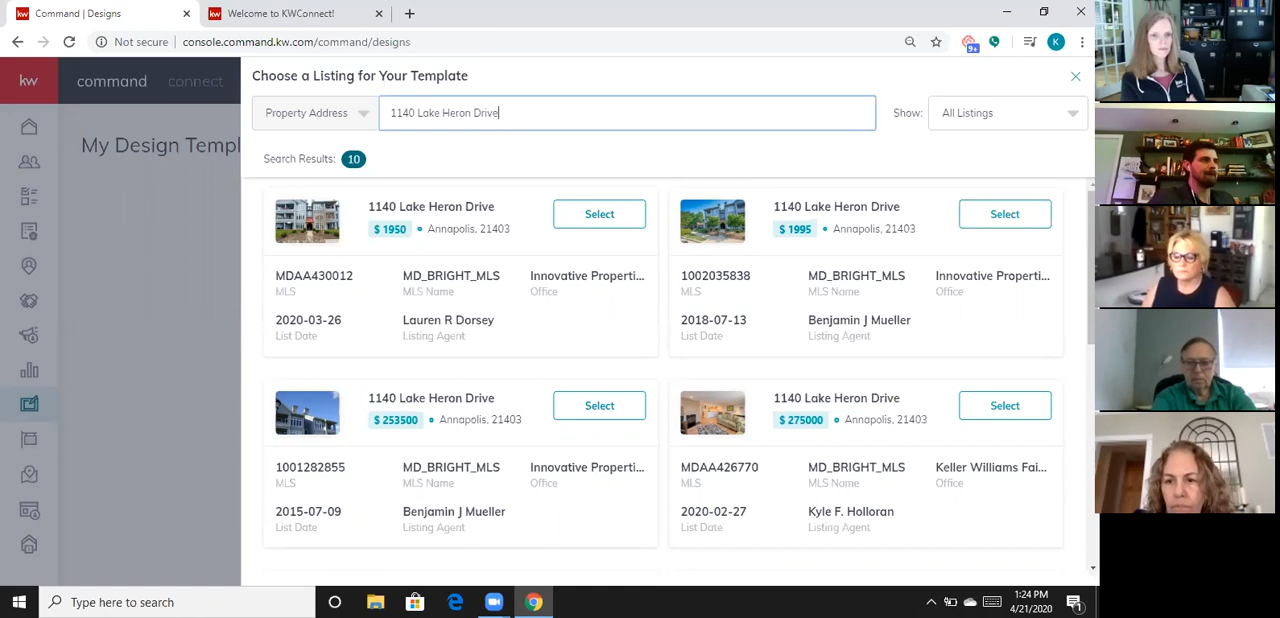 kw Command | Designs
kw Welcome to KWConnect!
Not secure console.command.kw.com/command/designs
9+
K
kw command connect
Choose a Listing for Your Template
Property Address 1140 Lake Heron Drive Show: All Listings
Search Results: 10
My Design Templ
1140 Lake Heron Drive
$ 1950 Annapolis, 21403
Select
MDAA430012 MD_BRIGHT_MLS Innovative Properti...
MLS MLS Name Office
2020-03-26 Lauren R Dorsey
List Date Listing Agent
1140 Lake Heron Drive
$ 1995 Annapolis, 21403
Select
1002035838 MD_BRIGHT_MLS Innovative Properti...
MLS MLS Name Office
2018-07-13 Benjamin J Mueller
List Date Listing Agent
1140 Lake Heron Drive
$ 253500 Annapolis, 21403
Select
1001282855 MD_BRIGHT_MLS Innovative Properti...
MLS MLS Name Office
2015-07-09 Benjamin J Mueller
List Date Listing Agent
1140 Lake Heron Drive
$ 275000 Annapolis, 21403
Select
MDAA426770 MD_BRIGHT_MLS Keller Williams Fai...
MLS MLS Name Office
2020-02-27 Kyle F. Holloran
List Date Listing Agent
Type here to search
1:24 PM
4/21/2020
1